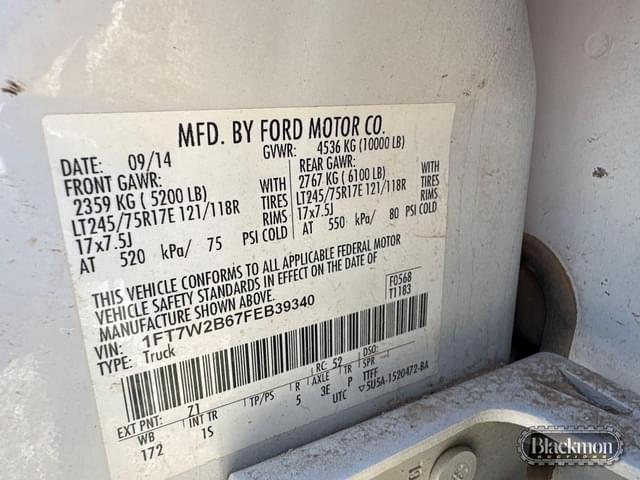 MFD. BY FORD MOTOR CO.
DATE: 09/14 GVWR: 4536 KG (10000 LB)
FRONT GAWR: REAR GAWR:
2359 KG ( 5200 LB) WITH 2767 KG ( 6100 LB) WITH
LT245/75R17E 121/118R TIRES LT245/75R17E 121/118R TIRES
17x7.5J RIMS 17x7.5J RIMS
AT 520 kPa/ 75 PSI COLD AT 550 kPa/ 80 PSI COLD
THIS VEHICLE CONFORMS TO ALL APPLICABLE FEDERAL MOTOR
VEHICLE SAFETY STANDARDS IN EFFECT ON THE DATE OF
MANUFACTURE SHOWN ABOVE.
VIN: 1FT7W2B67FEB39340
TYPE: Truck
F0568
T1183
EXT PNT: Z1 RC: 52 DSO:
WB INT TR TP/PS R AXLE TR SPR
172 1S 5 3E P TTFF
UTC ▽5U5A-1520472-BA
Blackmon
AUCTIONS